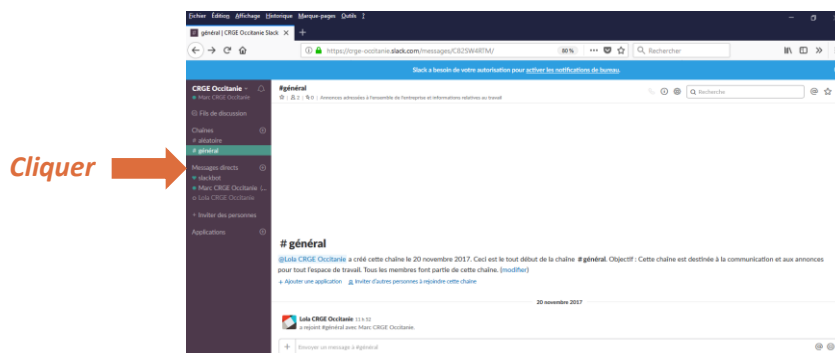 Fichier Édition Affichage Historique Marque-pages Outils ?
général | CRGE Occitanie Slack X +
https://crge-occitanie.slack.com/messages/C82SW4RTM/ 80 % Rechercher
Slack a besoin de votre autorisation pour activer les notifications de bureau.
CRGE Occitanie
Marc CRGE Occitanie
#général
2 | 0 | Annonces adressées à l'ensemble de l'entreprise et informations relatives au travail
Recherche
Fils de discussion
Chaînes
# aléatoire
# général
Cliquer
Messages directs
slackbot
Marc CRGE Occitanie (...
Lola CRGE Occitanie
+ Inviter des personnes
Applications
# général
@Lola CRGE Occitanie a créé cette chaîne le 20 novembre 2017. Ceci est le tout début de la chaîne # général. Objectif : Cette chaîne est destinée à la communication et aux annonces
pour tout l'espace de travail. Tous les membres font partie de cette chaîne. (modifier)
+ Ajouter une application Inviter d'autres personnes à rejoindre cette chaîne
20 novembre 2017
Lola CRGE Occitanie
a rejoint #général avec Marc CRGE Occitanie.
+ Envoyer un message à #général